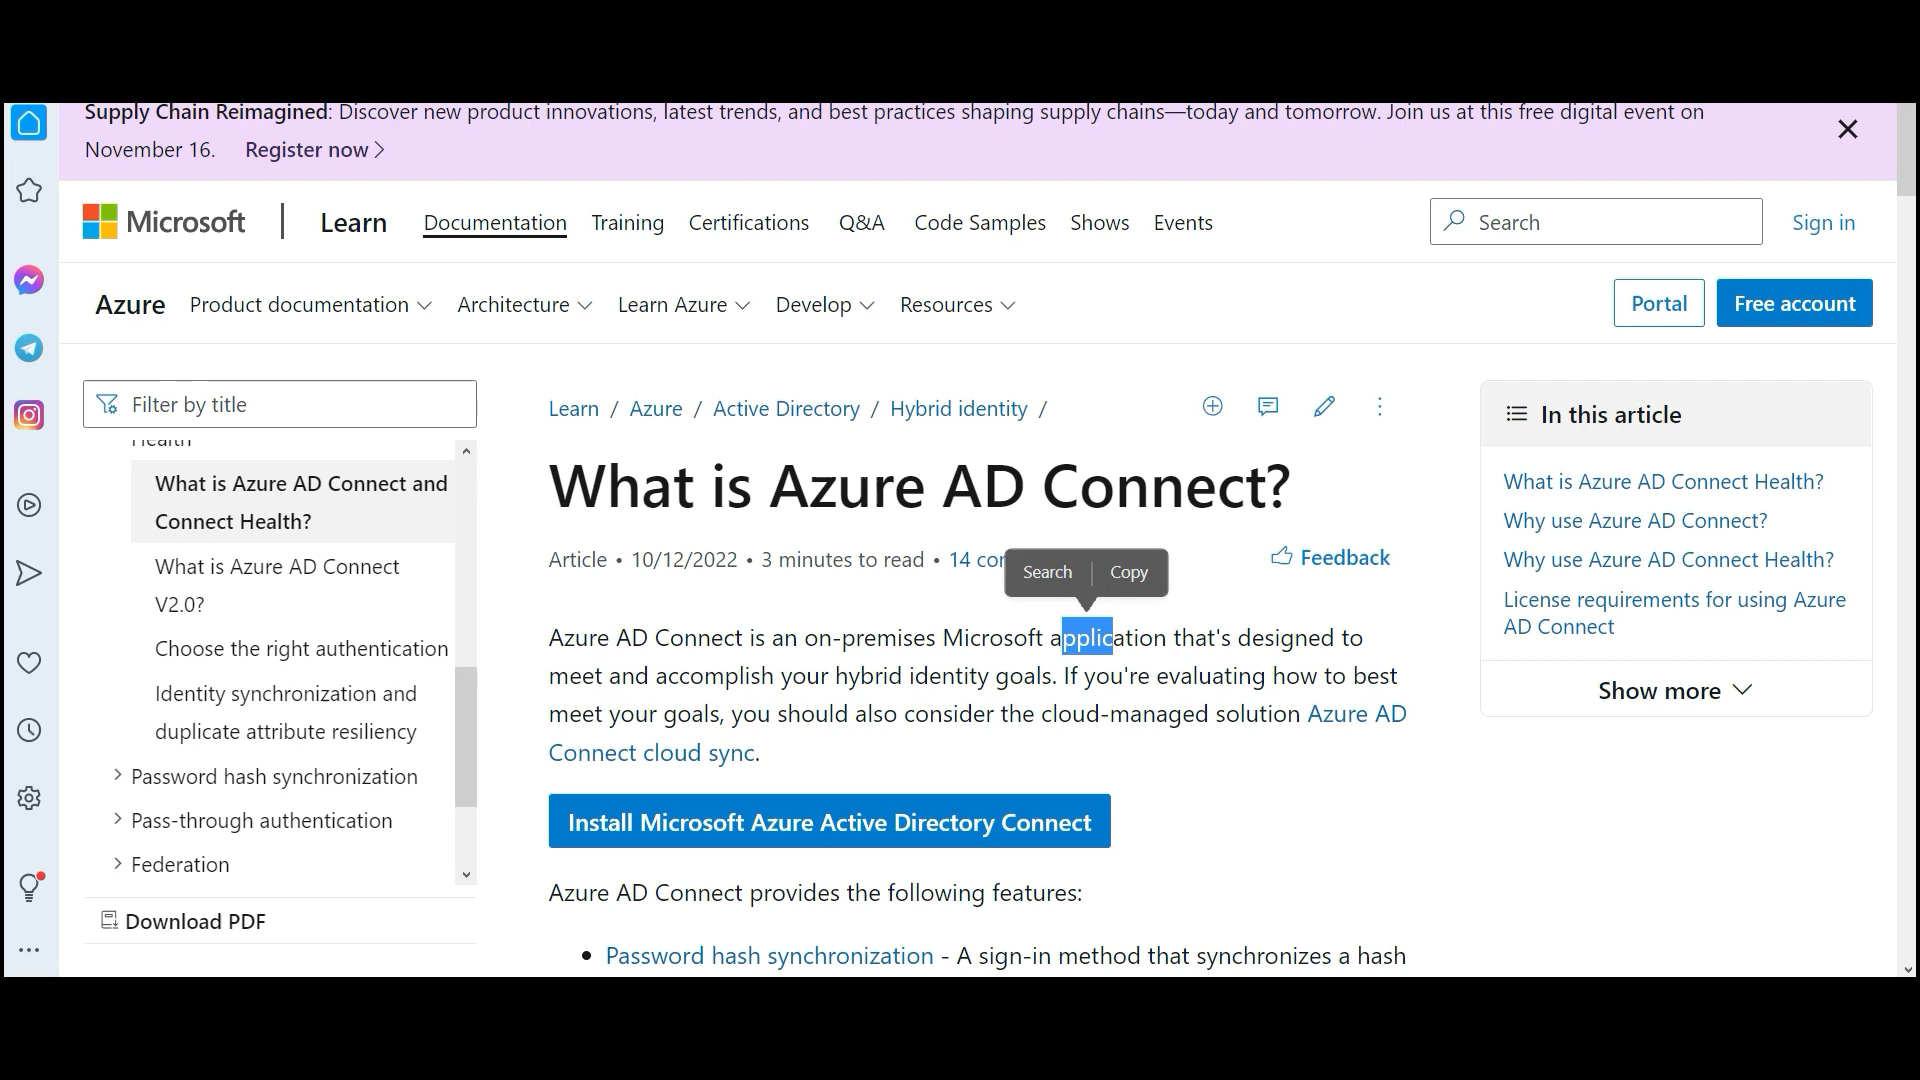 Supply Chain Reimagined: Discover new product innovations, latest trends, and best practices shaping supply chains—today and tomorrow. Join us at this free digital event on
November 16. Register now
Microsoft
Learn
Documentation
Training
Certifications
Q&A
Code Samples
Shows
Events
Search
Sign in
Azure
Product documentation
Architecture
Learn Azure
Develop
Resources
Portal
Free account
Filter by title
Health
What is Azure AD Connect and
Connect Health?
What is Azure AD Connect
V2.0?
Choose the right authentication
Identity synchronization and
duplicate attribute resiliency
Password hash synchronization
Pass-through authentication
Federation
Download PDF
Learn / Azure / Active Directory / Hybrid identity /
What is Azure AD Connect?
Article • 10/12/2022 • 3 minutes to read • 14
Feedback
Search
Copy
Azure AD Connect is an on-premises Microsoft application that's designed to
meet and accomplish your hybrid identity goals. If you're evaluating how to best
meet your goals, you should also consider the cloud-managed solution Azure AD
Connect cloud sync.
Install Microsoft Azure Active Directory Connect
Azure AD Connect provides the following features:
• Password hash synchronization - A sign-in method that synchronizes a hash
In this article
What is Azure AD Connect Health?
Why use Azure AD Connect?
Why use Azure AD Connect Health?
License requirements for using Azure
AD Connect
Show more